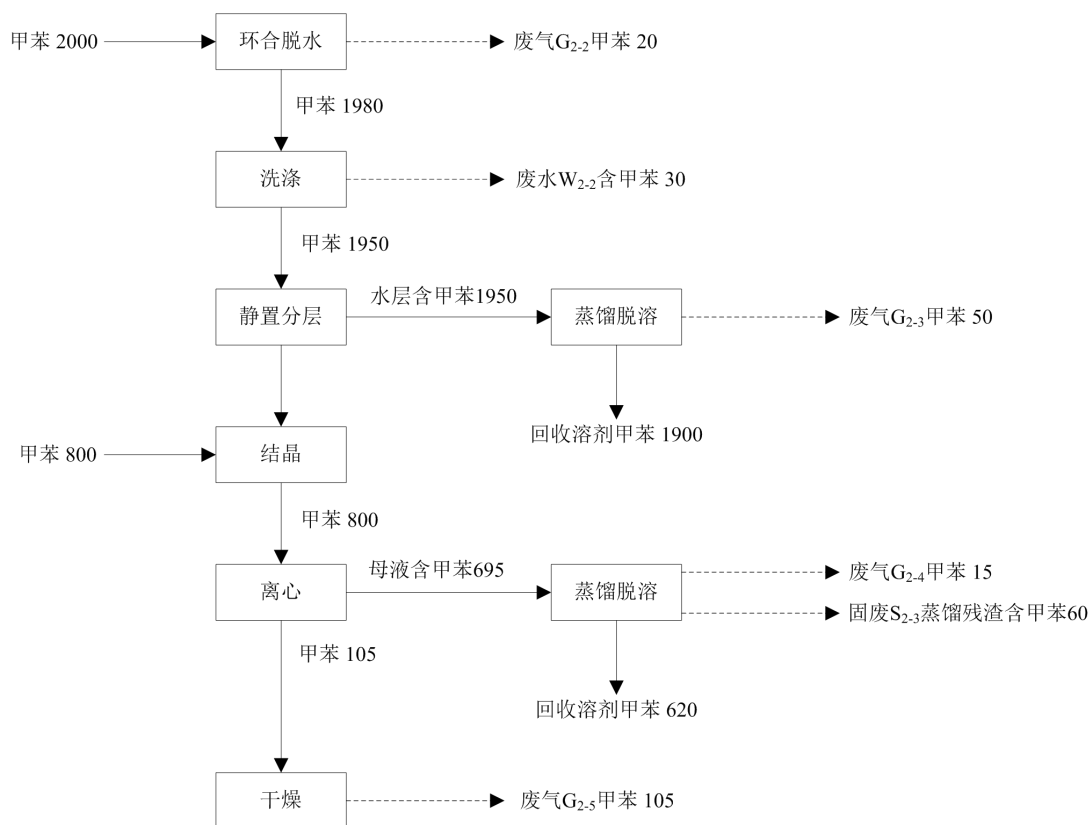 甲苯 2000
环合脱水
废气G2-2甲苯 20
甲苯 1980
洗涤
废水W2-2含甲苯 30
甲苯 1950
静置分层
水层含甲苯1950
蒸馏脱溶
废气G2-3甲苯 50
回收溶剂甲苯 1900
甲苯 800
结晶
甲苯 800
离心
母液含甲苯695
蒸馏脱溶
废气G2-4甲苯 15
固废S2-3蒸馏残渣含甲苯60
甲苯 105
回收溶剂甲苯 620
干燥
废气G2-5甲苯 105